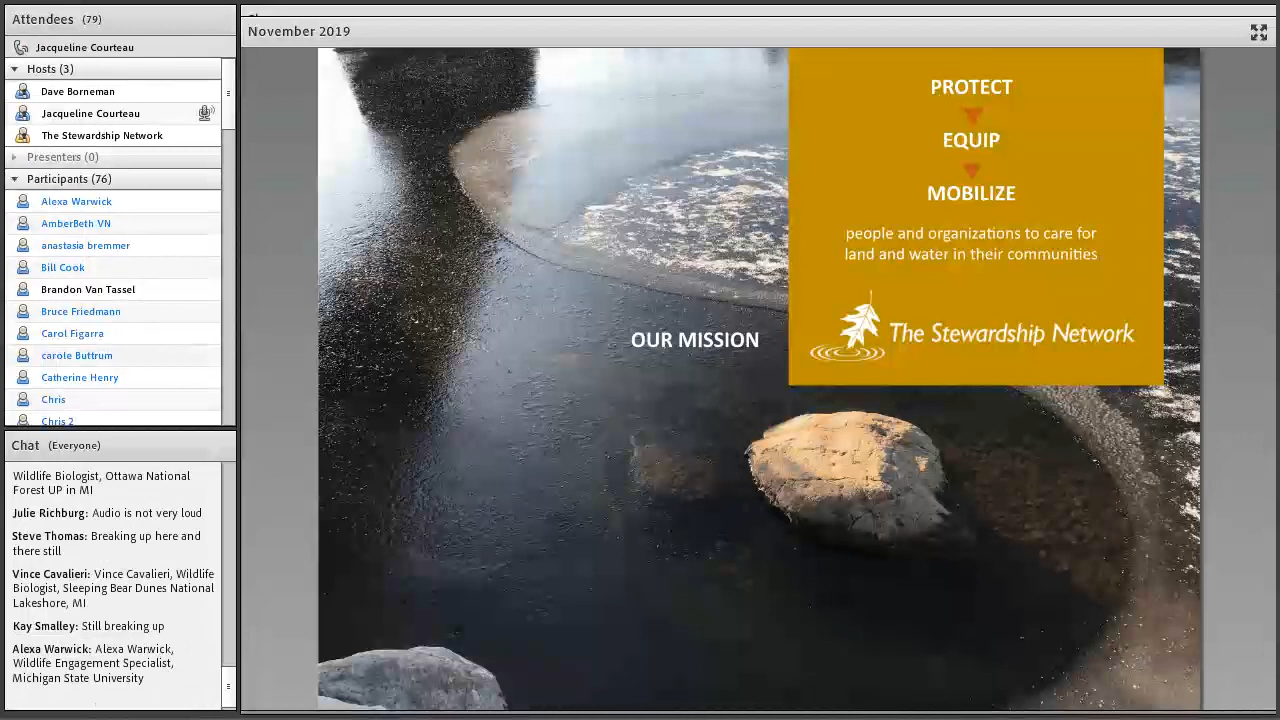 Attendees (79)
Jacqueline Courteau
Hosts (3)
Dave Borneman
Jacqueline Courteau
The Stewardship Network
Presenters (0)
Participants (76)
Alexa Warwick
AmberBeth VN
anastasia bremmer
Bill Cook
Brandon Van Tassel
Bruce Friedmann
Carol Figarra
carole Buttrum
Catherine Henry
Chris
Chris 2
Chat (Everyone)
Wildlife Biologist, Ottawa National
Forest UP in MI
Julie Richburg: Audio is not very loud
Steve Thomas: Breaking up here and
there still
Vince Cavalieri: Vince Cavalieri, Wildlife
Biologist, Sleeping Bear Dunes National
Lakeshore, MI
Kay Smalley: Still breaking up
Alexa Warwick: Alexa Warwick,
Wildlife Engagement Specialist,
Michigan State University
November 2019
OUR MISSION
PROTECT
EQUIP
MOBILIZE
people and organizations to care for
land and water in their communities
The Stewardship Network